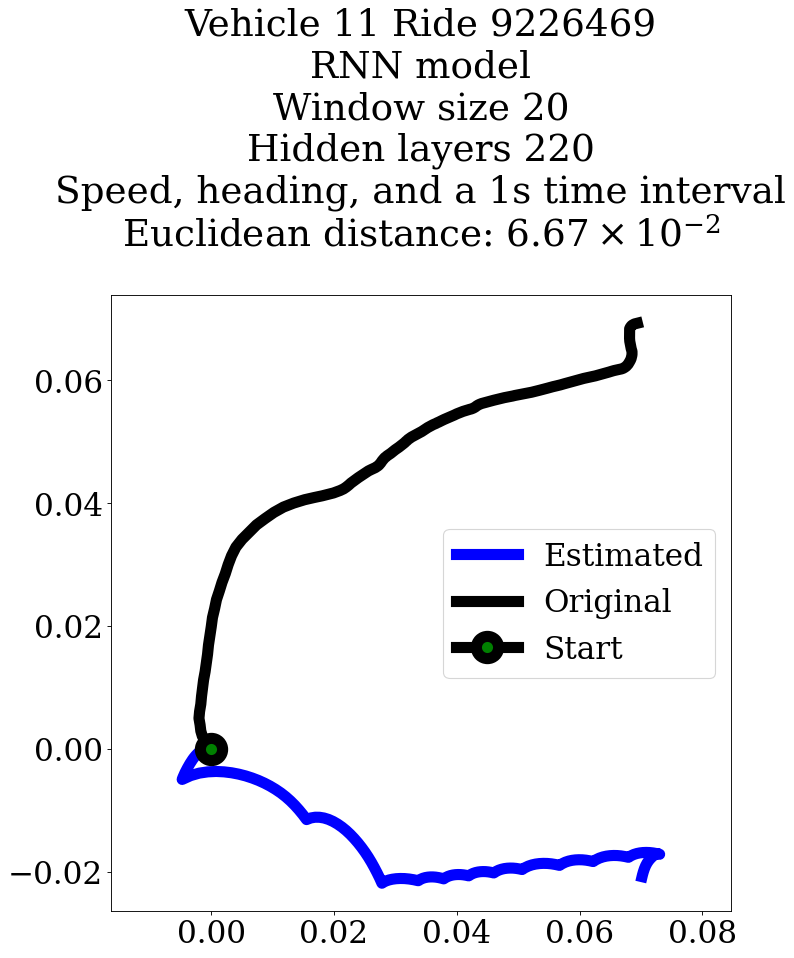 Vehicle 11 Ride 9226469
RNN model
Window size 20
Hidden layers 220
Speed, heading, and a 1s time interval
Euclidean distance: 6.67 × 10⁻²
0.06
0.04
0.02
0.00
−0.02
Estimated
Original
Start
0.00 0.02 0.04 0.06 0.08